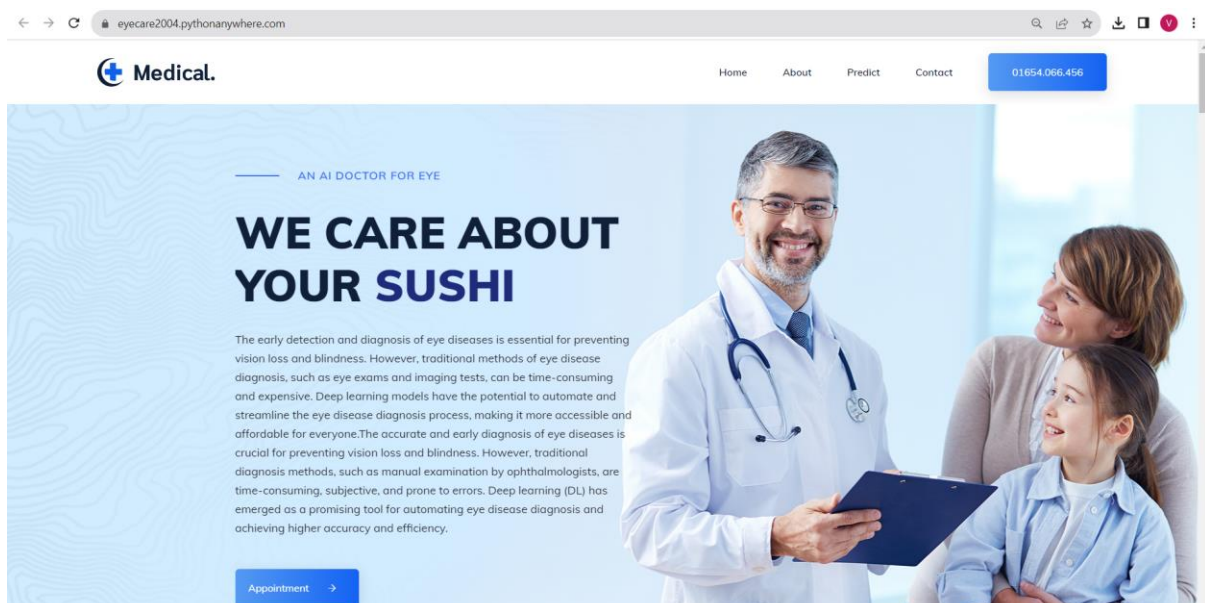 eyecare2004.pythonanywhere.com
V
Medical.
Home
About
Predict
Contact
01654.066.456
AN AI DOCTOR FOR EYE
WE CARE ABOUT
YOUR SUSHI
The early detection and diagnosis of eye diseases is essential for preventing
vision loss and blindness. However, traditional methods of eye disease
diagnosis, such as eye exams and imaging tests, can be time-consuming
and expensive. Deep learning models have the potential to automate and
streamline the eye disease diagnosis process, making it more accessible and
affordable for everyone.The accurate and early diagnosis of eye diseases is
crucial for preventing vision loss and blindness. However, traditional
diagnosis methods, such as manual examination by ophthalmologists, are
time-consuming, subjective, and prone to errors. Deep learning (DL) has
emerged as a promising tool for automating eye disease diagnosis and
achieving higher accuracy and efficiency.
Appointment →